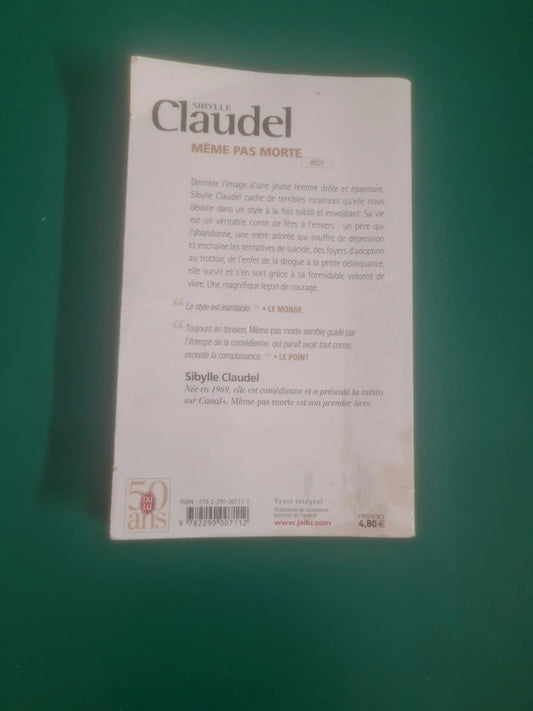 SIBYLLE
Claudel
MÊME PAS MORTE
RÉCIT
Derrière l'image d'une jeune femme drôle et épanouie,
Sibylle Claudel cache de terribles cicatrices qu'elle nous
dévoile dans un style à la fois subtil et envoûtant. Sa vie
est un véritable conte de fées à l'envers : un père qui
l'abandonne, une mère adorée qui souffre de dépression
et enchaîne les tentatives de suicide, des foyers d'adoption
au trottoir, de l'enfer de la drogue à la petite délinquance,
elle survit et s'en sort grâce à sa formidable volonté de
vivre. Une magnifique leçon de courage.
“ Le style est inimitable. ” • LE MONDE
“ Toujours en tension, Même pas morte semble guidé par
l'énergie de la comédienne, qui paraît avoir tout connu,
excepté la complaisance. ” • LE POINT
Sibylle Claudel
Née en 1969, elle est comédienne et a présenté la météo
sur Canal+. Même pas morte est son premier livre.
50
J'AI LU
ans
ISBN : 978-2-290-00711-2
9 782290 007112
Texte intégral
Illustration de couverture :
archives de l'auteur
www.jailu.com
4,80 €